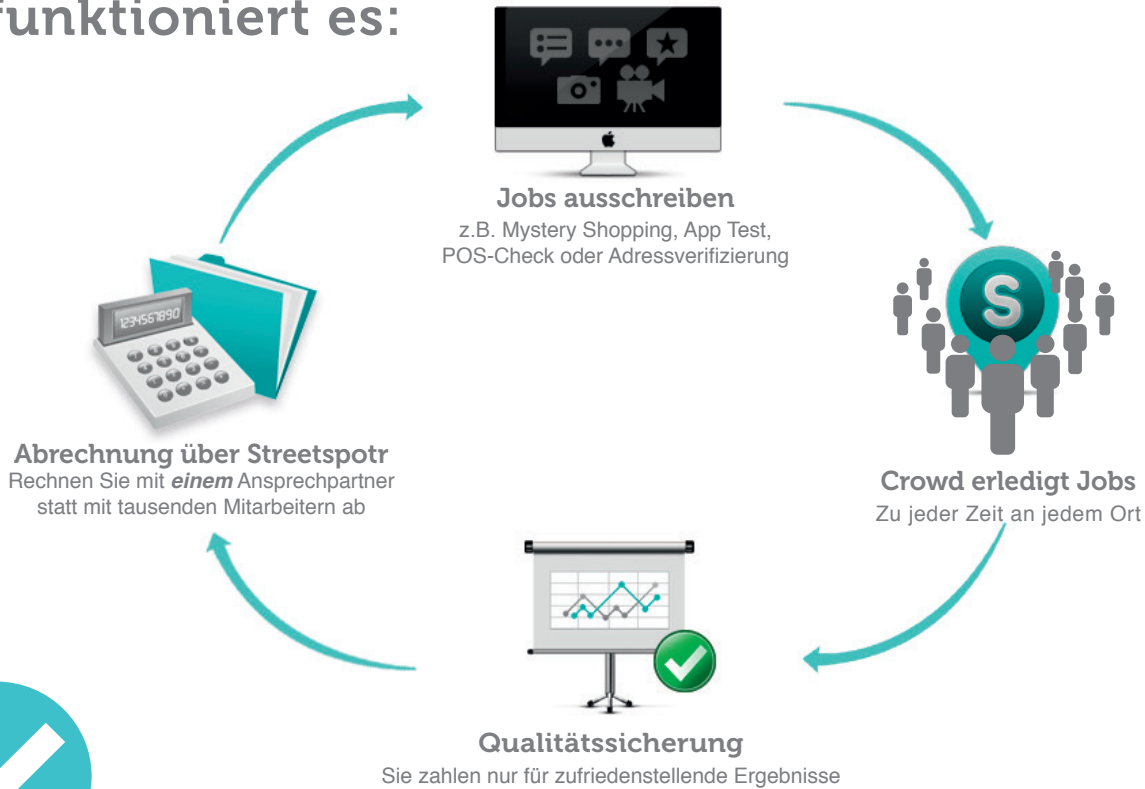 funktioniert es:
Jobs ausschreiben
z.B. Mystery Shopping, App Test,
POS-Check oder Adressverifizierung
S
Crowd erledigt Jobs
Zu jeder Zeit an jedem Ort
Qualitätssicherung
Sie zahlen nur für zufriedenstellende Ergebnisse
1234567890
Abrechnung über Streetspotr
Rechnen Sie mit einem Ansprechpartner
statt mit tausenden Mitarbeitern ab